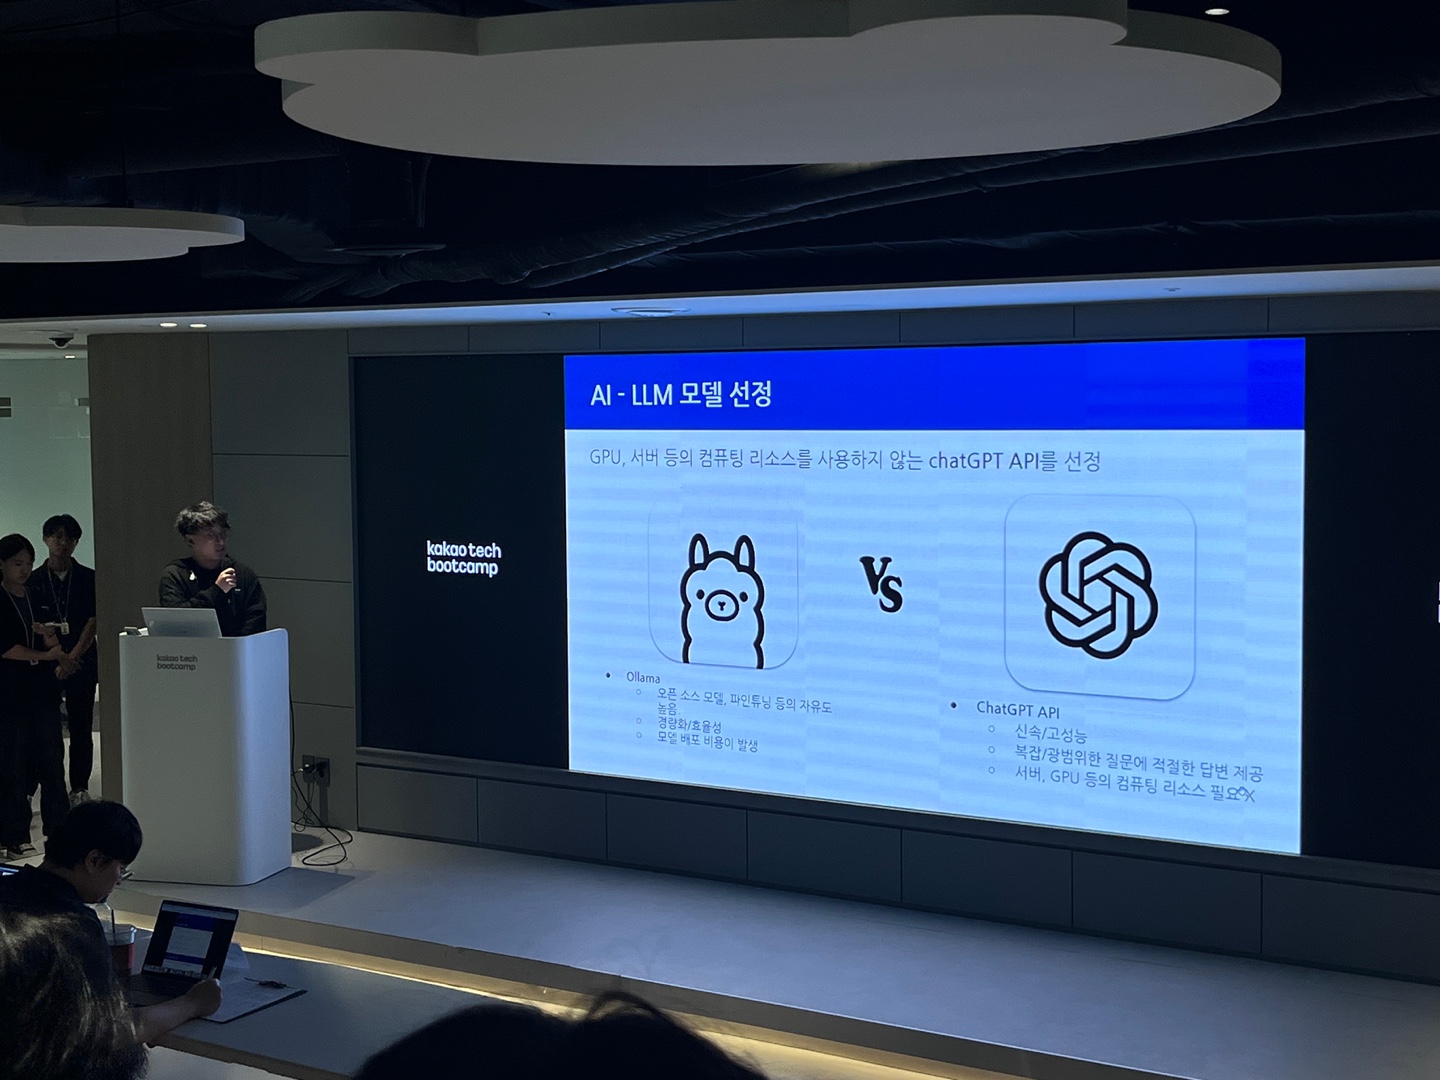 AI - LLM 모델 선정
GPU, 서버 등의 컴퓨팅 리소스를 사용하지 않는 chatGPT API를 선정
kakao tech
bootcamp
VS
kakao tech
bootcamp
• Ollama
○ 오픈 소스 모델, 파인튜닝 등의 자유도
높음.
○ 경량화/효율성
○ 모델 배포 비용이 발생
• ChatGPT API
○ 신속/고성능
○ 복잡/광범위한 질문에 적절한 답변 제공
○ 서버, GPU 등의 컴퓨팅 리소스 필요X